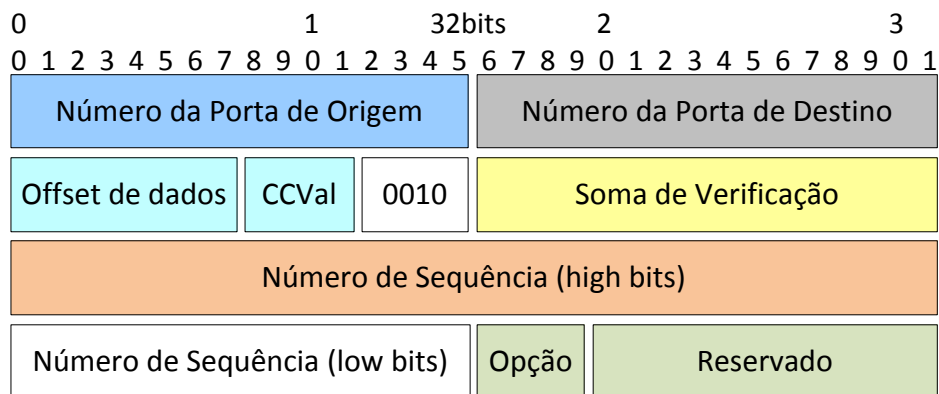 0 1 32bits 2 3
0 1 2 3 4 5 6 7 8 9 0 1 2 3 4 5 6 7 8 9 0 1 2 3 4 5 6 7 8 9 0 1
Número da Porta de Origem Número da Porta de Destino
Offset de dados CCVal 0010 Soma de Verificação
Número de Sequência (high bits)
Número de Sequência (low bits) Opção Reservado